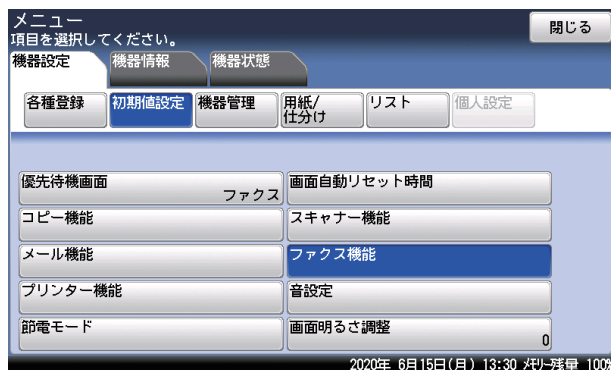 メニュー
項目を選択してください。
閉じる
機器設定 機器情報 機器状態
各種登録 初期値設定 機器管理 用紙/
仕分け リスト 個人設定
優先待機画面
ファクス
画面自動リセット時間
コピー機能 スキャナー機能
メール機能 ファクス機能
プリンター機能 音設定
節電モード 画面明るさ調整
0
2020年 6月15日(月) 13:30 ﾒﾓﾘｰ残量 100%